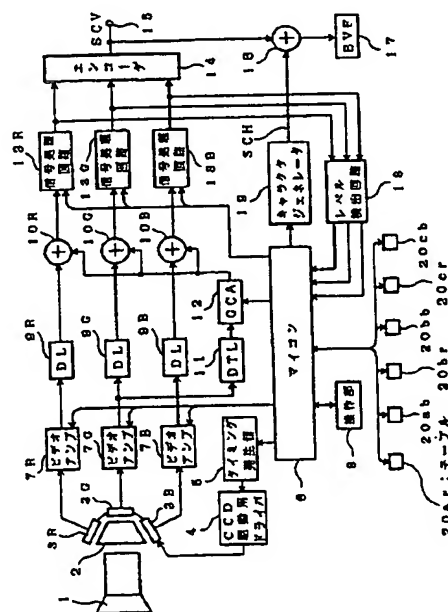 1
2
3R
3G
3B
4
CCD
駆動用
ドライバ
5
タイミング
発生器
6
マイコン
7R
ビデオ
アンプ
7G
ビデオ
アンプ
7B
ビデオ
アンプ
8
操作部
9R
DL
9G
DL
9B
DL
10R
10G
10B
11
DTL
12
GCA
13R
信号処理
回路
13G
信号処理
回路
13B
信号処理
回路
14
エンコーダ
SCV
15
16
17
BVF
18
レベル
検出回路
19
キャラクタ
ジェネレータ
SCH
20ar:テーブル
20ab
20br
20bb
20cr
20cb